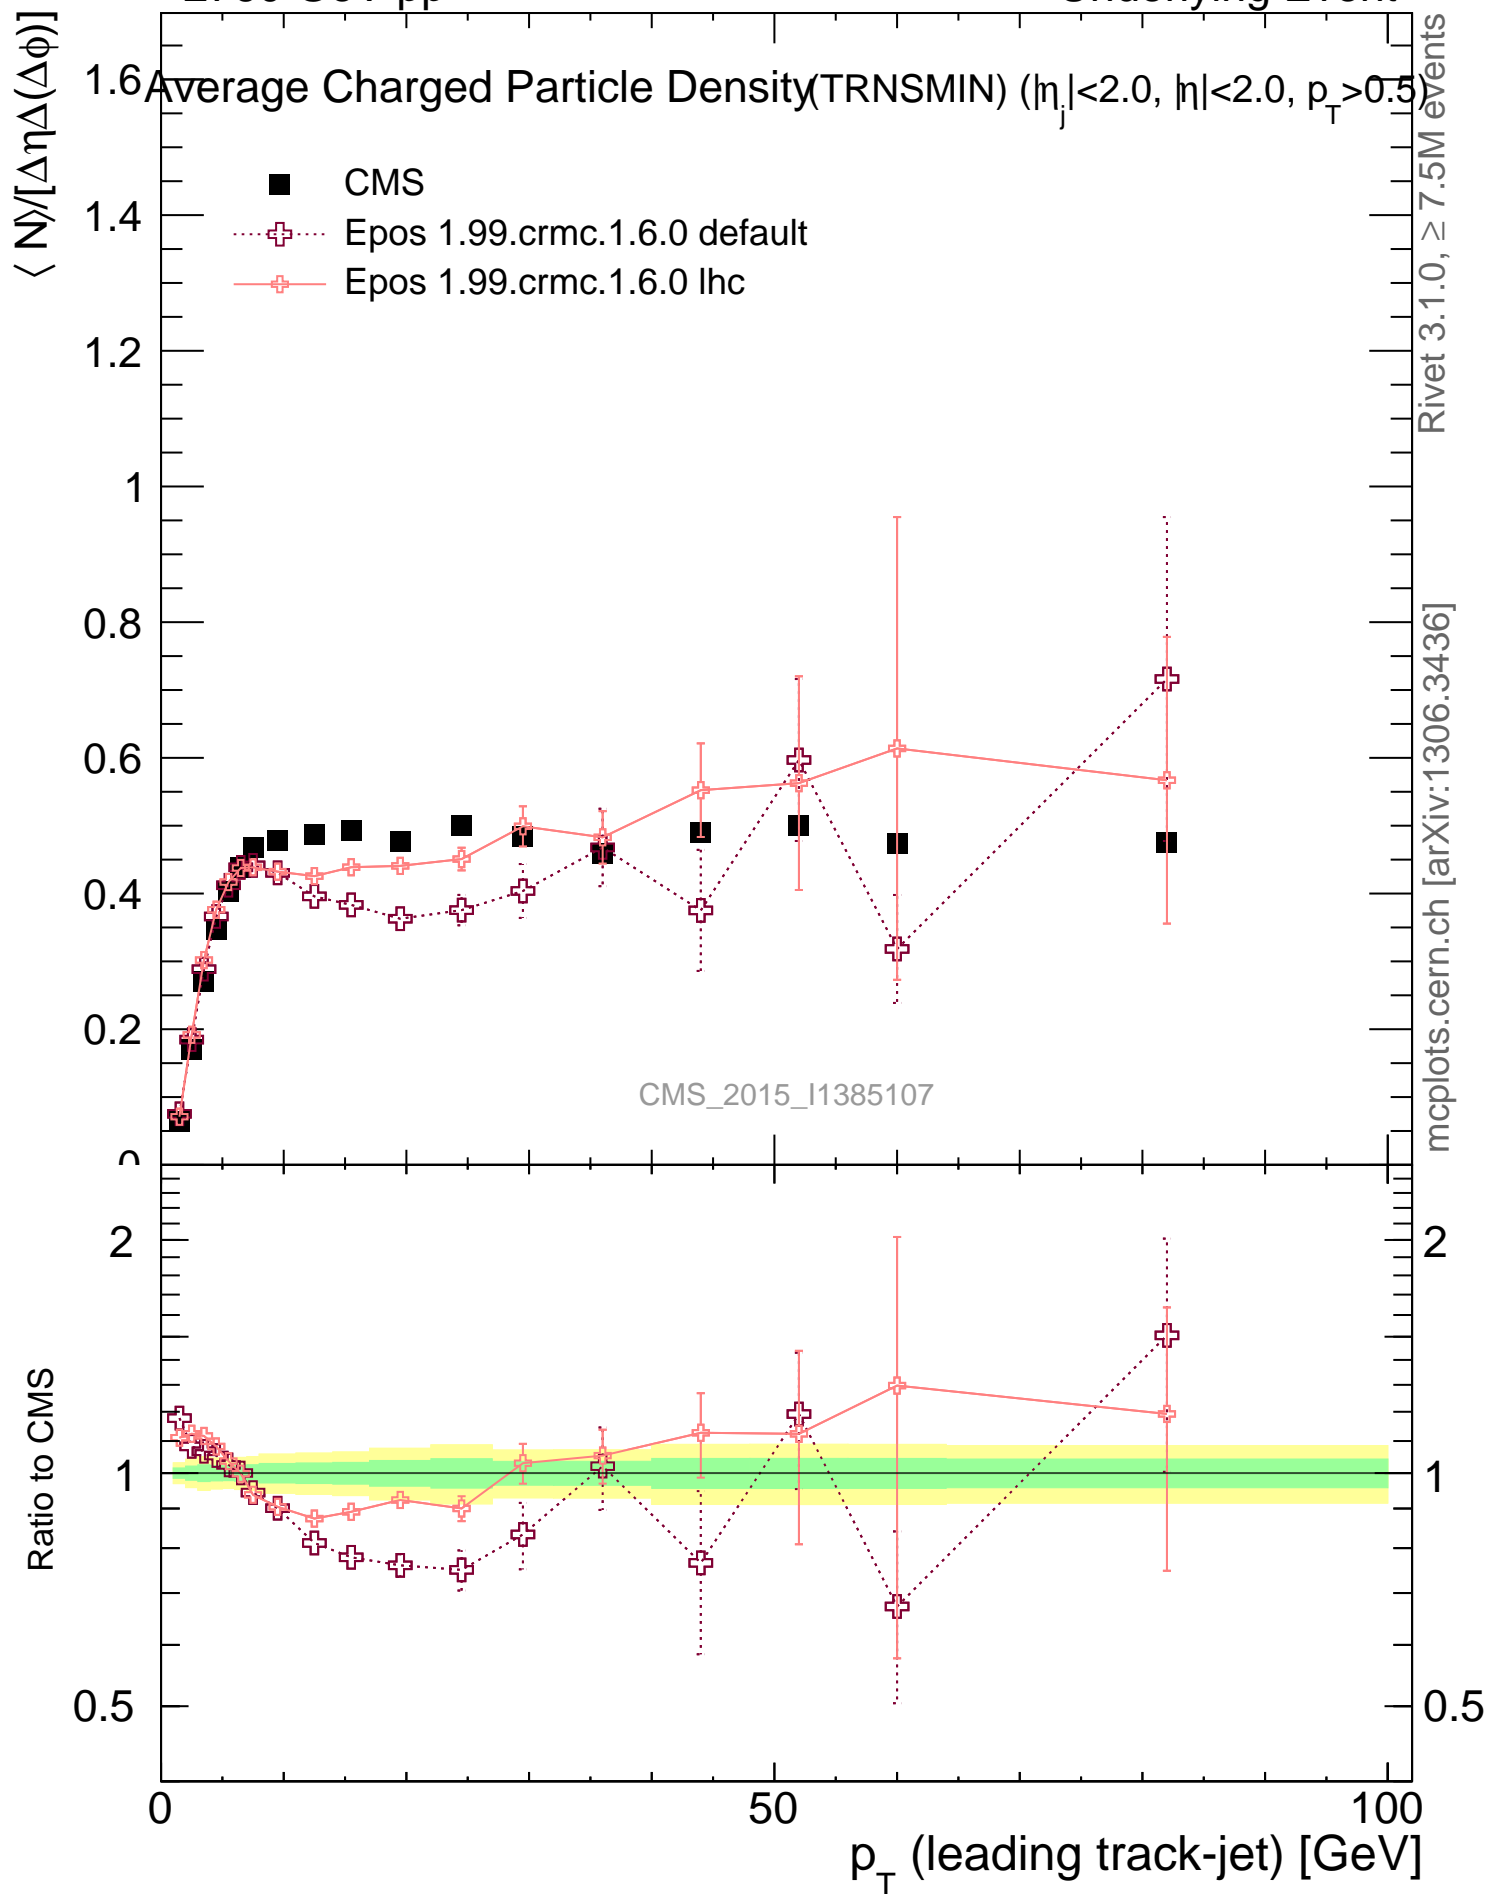 Average Charged Particle Density (TRNSMIN) (|ηj|<2.0, |η|<2.0, pT>0.5)
⟨ N⟩/[ΔηΔ(Δϕ)]
CMS
Epos 1.99.crmc.1.6.0 default
Epos 1.99.crmc.1.6.0 lhc
1.6
1.4
1.2
1
0.8
0.6
0.4
0.2
0
CMS_2015_I1385107
Rivet 3.1.0, ≥ 7.5M events
mcplots.cern.ch [arXiv:1306.3436]
Ratio to CMS
2
1
0.5
2
1
0.5
0
50
100
pT (leading track-jet) [GeV]